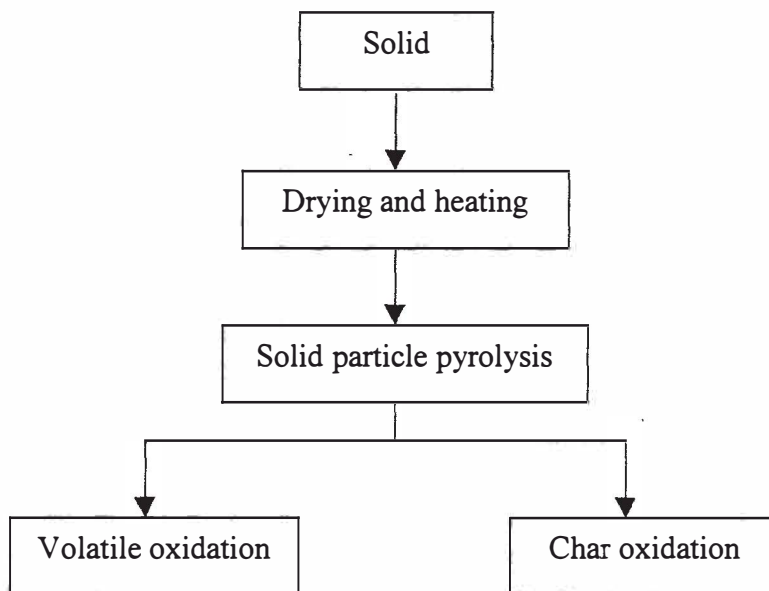 Solid
Drying and heating
Solid particle pyrolysis
Volatile oxidation
Char oxidation